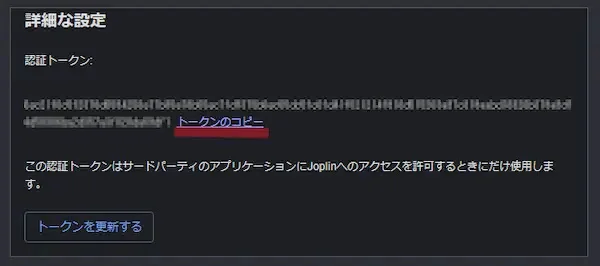 詳細な設定
認証トークン:
トークンのコピー
この認証トークンはサードパーティのアプリケーションにJoplinへのアクセスを許可するときにだけ使用しま
す。
トークンを更新する